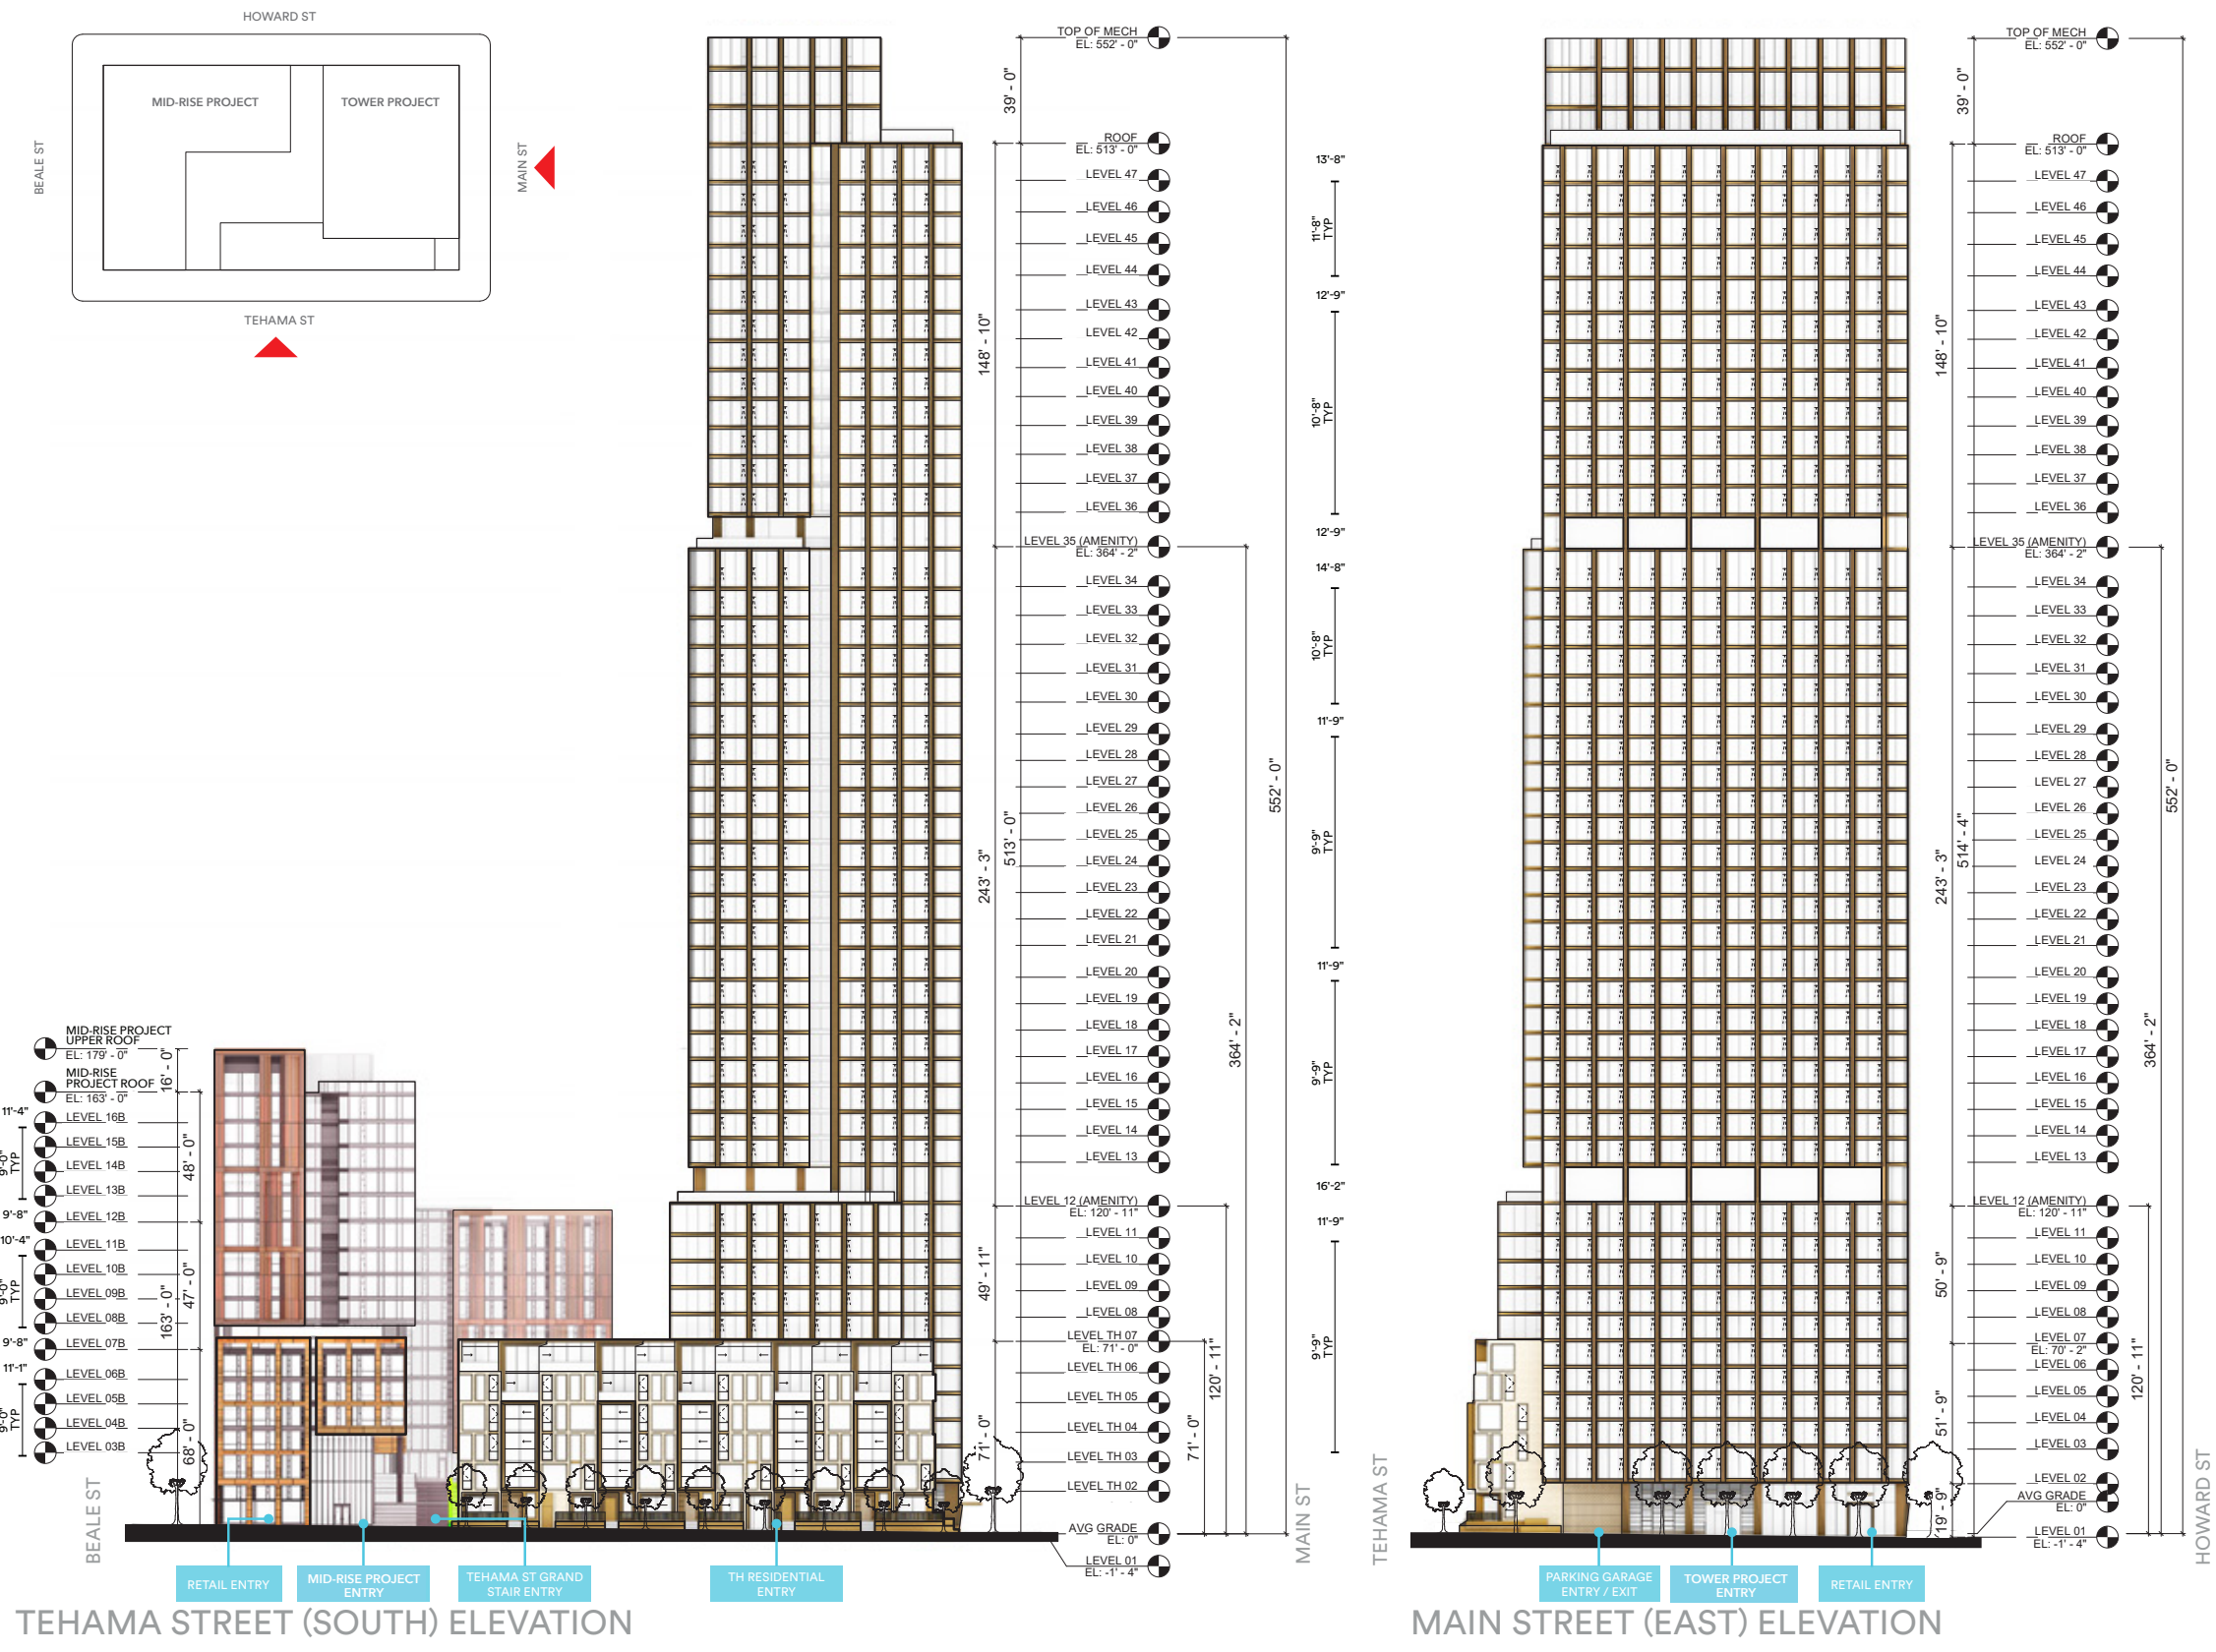 HOWARD ST
MID-RISE PROJECT
TOWER PROJECT
BEALE ST
MAIN ST
TEHAMA ST
TOP OF MECH
EL: 552' - 0"
39' - 0"
ROOF
EL: 513' - 0"
LEVEL 47
LEVEL 46
LEVEL 45
LEVEL 44
LEVEL 43
LEVEL 42
LEVEL 41
LEVEL 40
LEVEL 39
LEVEL 38
LEVEL 37
LEVEL 36
LEVEL 35 (AMENITY)
EL: 364' - 2"
LEVEL 34
LEVEL 33
LEVEL 32
LEVEL 31
LEVEL 30
LEVEL 29
LEVEL 28
LEVEL 27
LEVEL 26
LEVEL 25
LEVEL 24
LEVEL 23
LEVEL 22
LEVEL 21
LEVEL 20
LEVEL 19
LEVEL 18
LEVEL 17
LEVEL 16
LEVEL 15
LEVEL 14
LEVEL 13
LEVEL 12 (AMENITY)
EL: 120' - 11"
LEVEL 11
LEVEL 10
LEVEL 09
LEVEL 08
LEVEL TH 07
EL: 71' - 0"
LEVEL TH 06
LEVEL TH 05
LEVEL TH 04
LEVEL TH 03
LEVEL TH 02
AVG GRADE
EL: 0"
LEVEL 01
EL: -1' - 4"
148' - 10"
243' - 3"
513' - 0"
49' - 11"
71' - 0"
552' - 0"
364' - 2"
120' - 11"
71' - 0"
MID-RISE PROJECT
UPPER ROOF
EL: 179' - 0"
MID-RISE
PROJECT ROOF
EL: 163' - 0"
LEVEL 16B
LEVEL 15B
LEVEL 14B
LEVEL 13B
LEVEL 12B
LEVEL 11B
LEVEL 10B
LEVEL 09B
LEVEL 08B
LEVEL 07B
LEVEL 06B
LEVEL 05B
LEVEL 04B
LEVEL 03B
11'-4"
9'-0"
TYP
9'-8"
10'-4"
9'-0"
TYP
9'-8"
11'-1"
9'-0"
TYP
16' - 0"
48' - 0"
47' - 0"
163' - 0"
68' - 0"
BEALE ST
MAIN ST
RETAIL ENTRY
MID-RISE PROJECT
ENTRY
TEHAMA ST GRAND
STAIR ENTRY
TH RESIDENTIAL
ENTRY
TEHAMA STREET (SOUTH) ELEVATION
13'-8"
11'-8"
TYP
12'-9"
10'-8"
TYP
12'-9"
14'-8"
10'-8"
TYP
11'-9"
9'-9"
TYP
11'-9"
9'-9"
TYP
16'-2"
11'-9"
9'-9"
TYP
TOP OF MECH
EL: 552' - 0"
39' - 0"
ROOF
EL: 513' - 0"
LEVEL 47
LEVEL 46
LEVEL 45
LEVEL 44
LEVEL 43
LEVEL 42
LEVEL 41
LEVEL 40
LEVEL 39
LEVEL 38
LEVEL 37
LEVEL 36
LEVEL 35 (AMENITY)
EL: 364' - 2"
LEVEL 34
LEVEL 33
LEVEL 32
LEVEL 31
LEVEL 30
LEVEL 29
LEVEL 28
LEVEL 27
LEVEL 26
LEVEL 25
LEVEL 24
LEVEL 23
LEVEL 22
LEVEL 21
LEVEL 20
LEVEL 19
LEVEL 18
LEVEL 17
LEVEL 16
LEVEL 15
LEVEL 14
LEVEL 13
LEVEL 12 (AMENITY)
EL: 120' - 11"
LEVEL 11
LEVEL 10
LEVEL 09
LEVEL 08
LEVEL 07
EL: 70' - 2"
LEVEL 06
LEVEL 05
LEVEL 04
LEVEL 03
LEVEL 02
AVG GRADE
EL: 0"
LEVEL 01
EL: -1' - 4"
148' - 10"
243' - 3"
514' - 4"
50' - 9"
51' - 9"
19' - 9"
552' - 0"
364' - 2"
120' - 11"
TEHAMA ST
HOWARD ST
PARKING GARAGE
ENTRY / EXIT
TOWER PROJECT
ENTRY
RETAIL ENTRY
MAIN STREET (EAST) ELEVATION